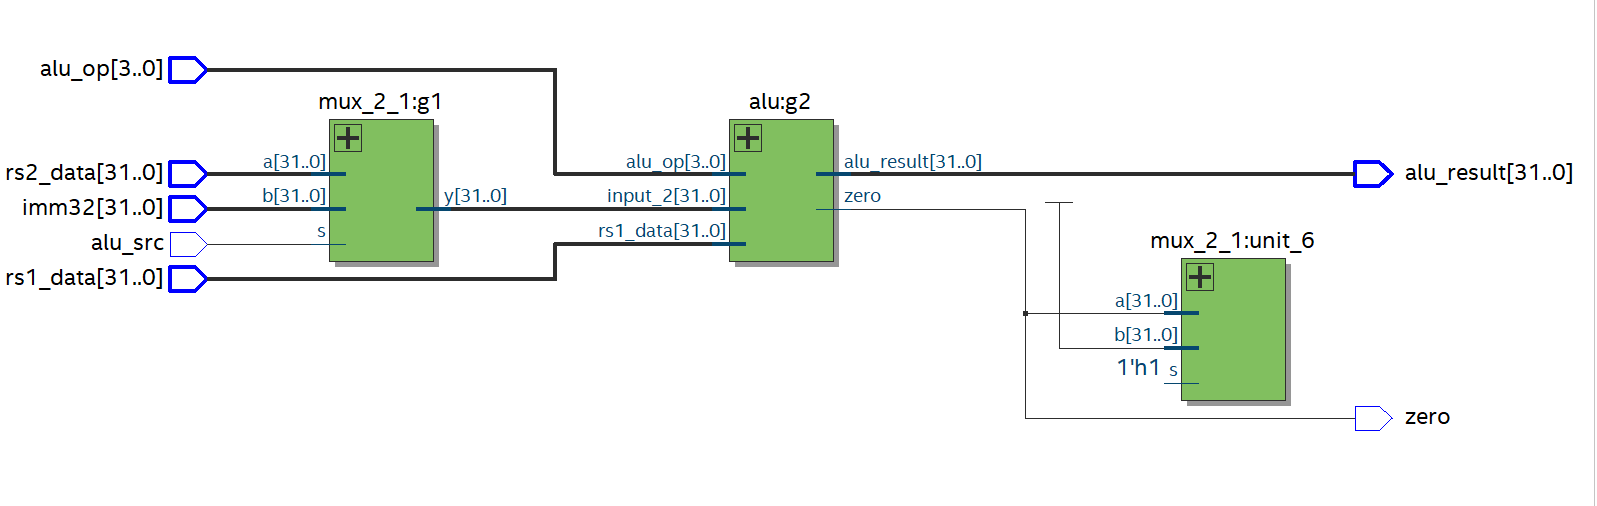 alu_op[3..0]
mux_2_1:g1
alu:g2
rs2_data[31..0]
a[31..0]
alu_op[3..0]
alu_result[31..0]
alu_result[31..0]
imm32[31..0]
b[31..0]
y[31..0]
input_2[31..0]
zero
alu_src
s
rs1_data[31..0]
mux_2_1:unit_6
rs1_data[31..0]
a[31..0]
b[31..0]
1'h1 s
zero